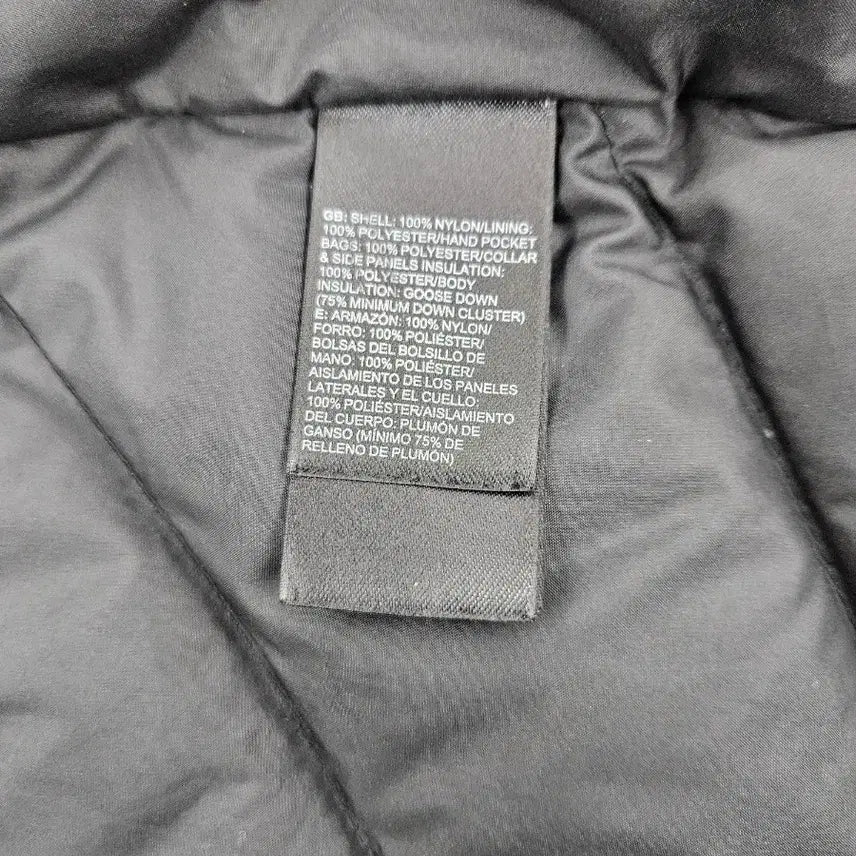 GB: SHELL: 100% NYLON/LINING:
100% POLYESTER/HAND POCKET
BAGS: 100% POLYESTER/COLLAR
& SIDE PANELS INSULATION:
100% POLYESTER/BODY
INSULATION: GOOSE DOWN
(75% MINIMUM DOWN CLUSTER)
E: ARMAZÓN: 100% NYLON/
FORRO: 100% POLIÉSTER/
BOLSAS DEL BOLSILLO DE
MANO: 100% POLIÉSTER/
AISLAMIENTO DE LOS PANELES
LATERALES Y EL CUELLO:
100% POLIÉSTER/AISLAMIENTO
DEL CUERPO: PLUMÓN DE
GANSO (MÍNIMO 75% DE
RELLENO DE PLUMÓN)